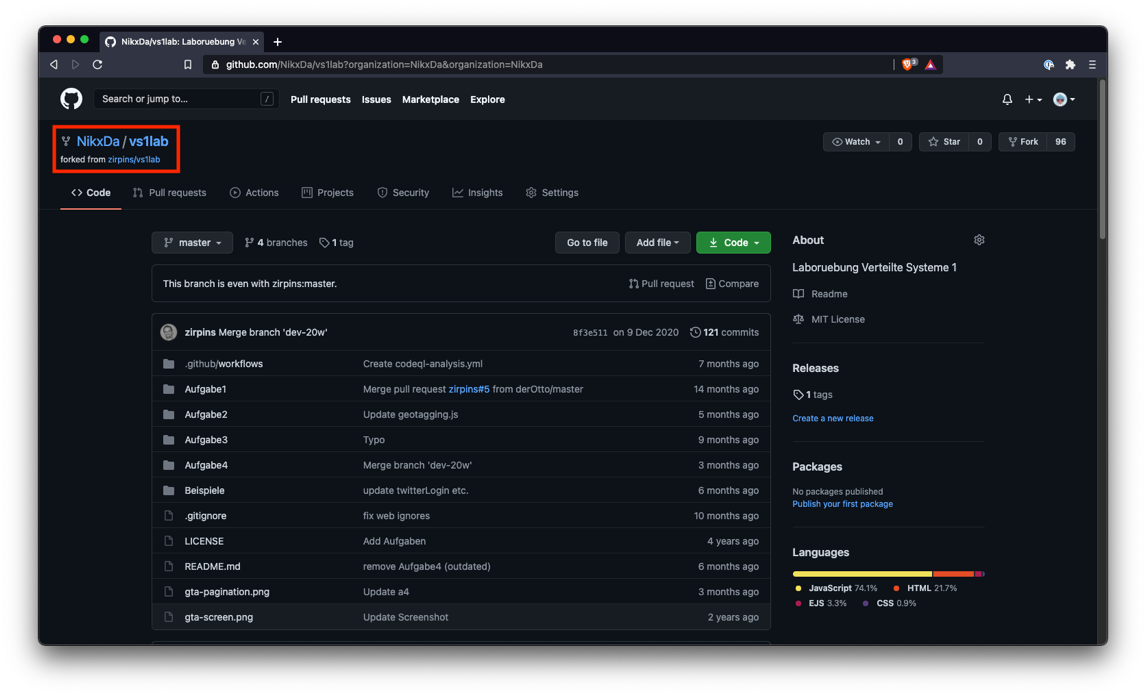 NikxDa/vs1lab: Laboruebung Ve
github.com/NikxDa/vs1lab?organization=NikxDa&organization=NikxDa
3
Search or jump to...
/
Pull requests Issues Marketplace Explore
NikxDa / vs1lab
forked from zirpins/vs1lab
Watch 0 Star 0 Fork 96
Code Pull requests Actions Projects Security Insights Settings
master 4 branches 1 tag Go to file Add file Code
This branch is even with zirpins:master. Pull request Compare
zirpins Merge branch 'dev-20w' 8f3e511 on 9 Dec 2020 121 commits
.github/workflows Create codeql-analysis.yml 7 months ago
Aufgabe1 Merge pull request zirpins#5 from derOtto/master 14 months ago
Aufgabe2 Update geotagging.js 5 months ago
Aufgabe3 Typo 9 months ago
Aufgabe4 Merge branch 'dev-20w' 3 months ago
Beispiele update twitterLogin etc. 6 months ago
.gitignore fix web ignores 10 months ago
LICENSE Add Aufgaben 4 years ago
README.md remove Aufgabe4 (outdated) 6 months ago
gta-pagination.png Update a4 3 months ago
gta-screen.png Update Screenshot 2 years ago
About
Laboruebung Verteilte Systeme 1
Readme
MIT License
Releases
1 tags
Create a new release
Packages
No packages published
Publish your first package
Languages
JavaScript 74.1% HTML 21.7%
EJS 3.3% CSS 0.9%